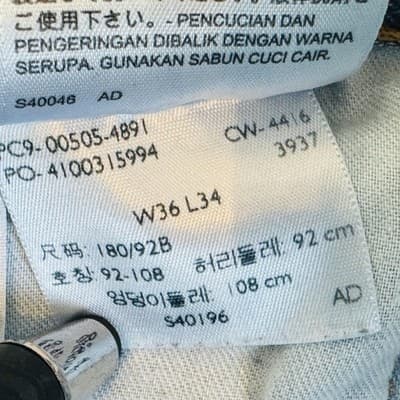 ご使用下さい。- PENCUCIAN DAN
PENGERINGAN DIBALIK DENGAN WARNA
SERUPA. GUNAKAN SABUN CUCI CAIR.
S40046 AD
PC9-00505-4891
CW-4416
PO-4100315994
3937
W36 L34
尺码: 180/92B
허리둘레: 92 cm
호칭: 92-108
엉덩이둘레: 108 cm
AD
S40196